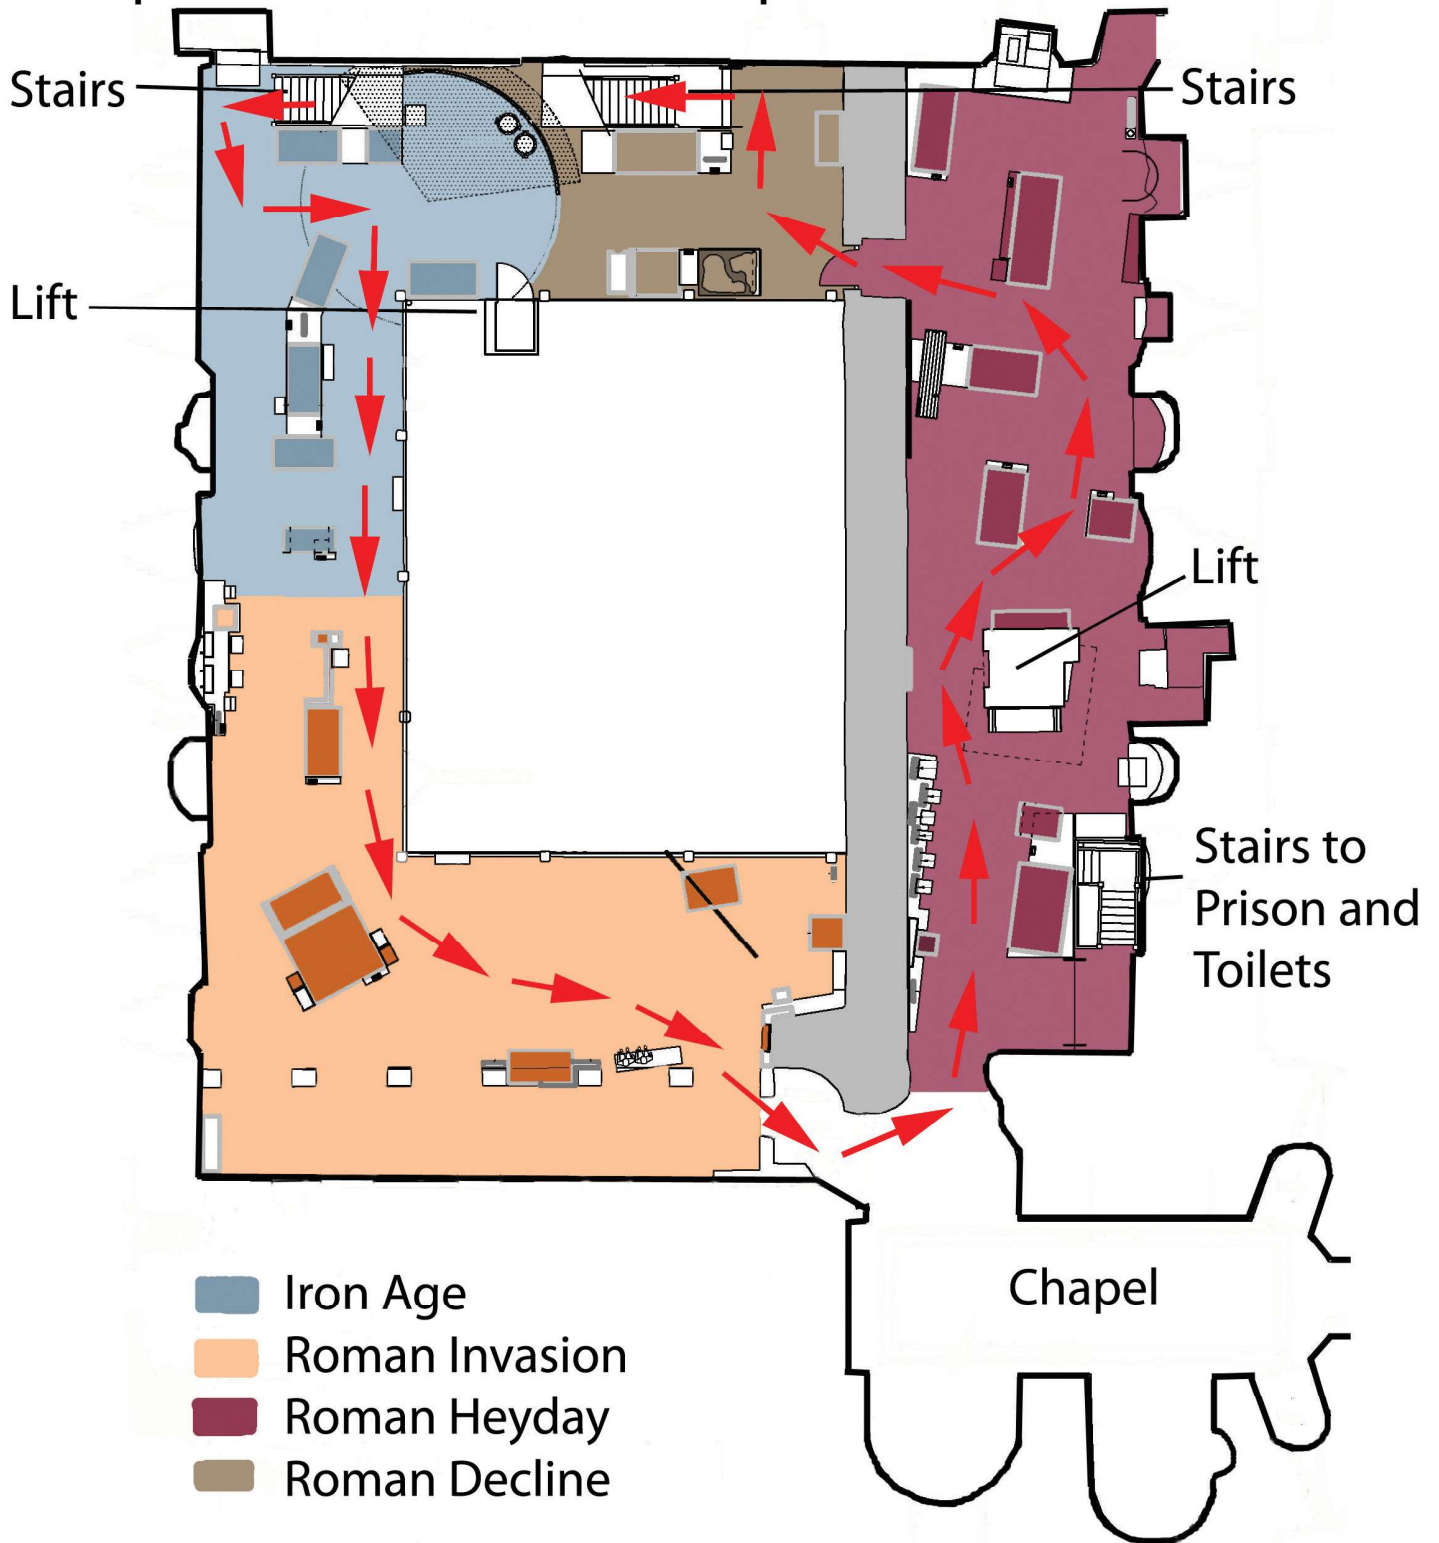 Stairs
Stairs
Lift
Lift
Stairs to
Prison and
Toilets
Chapel
Iron Age
Roman Invasion
Roman Heyday
Roman Decline